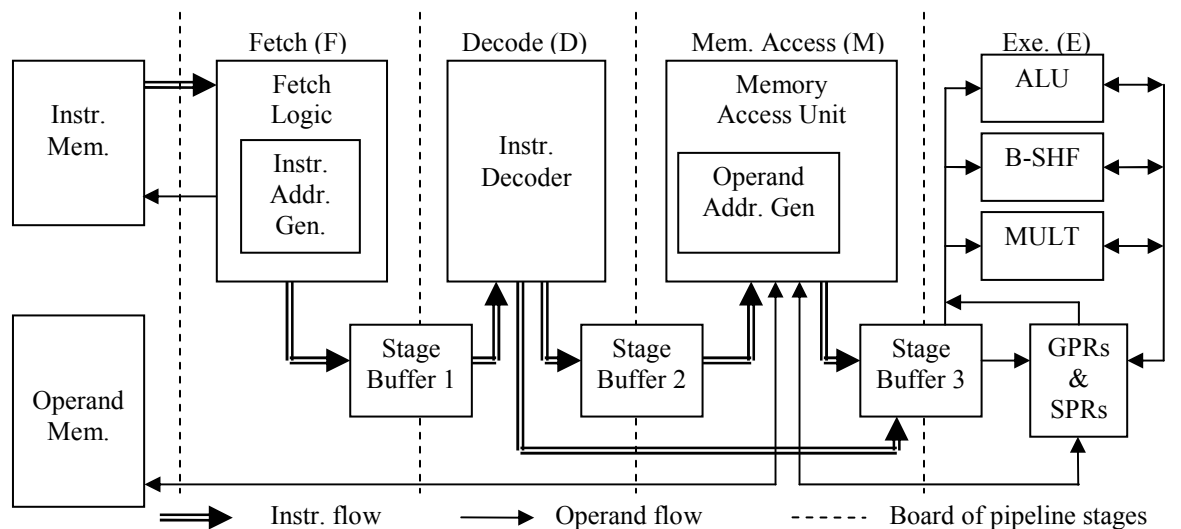 Fetch (F)
Decode (D)
Mem. Access (M)
Exe. (E)
Instr.
Mem.
Fetch
Logic
Instr.
Addr.
Gen.
Instr.
Decoder
Memory
Access Unit
Operand
Addr. Gen
ALU
B-SHF
MULT
Operand
Mem.
Stage
Buffer 1
Stage
Buffer 2
Stage
Buffer 3
GPRs
&
SPRs
Instr. flow
Operand flow
Board of pipeline stages